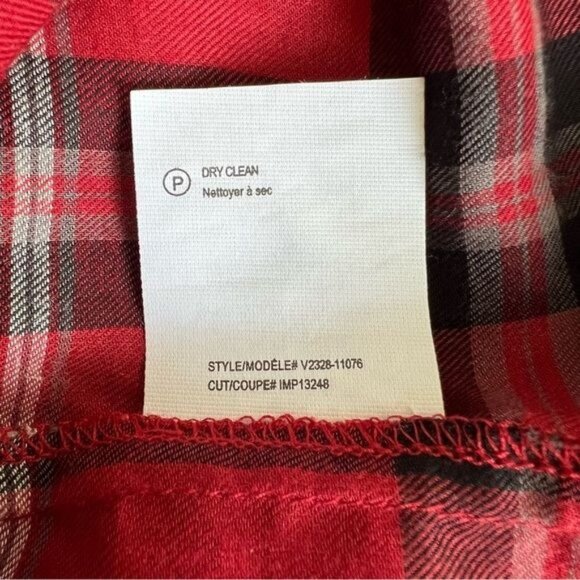 P DRY CLEAN
Nettoyer à sec
STYLE/MODÈLE# V2328-11076
CUT/COUPE# IMP13248